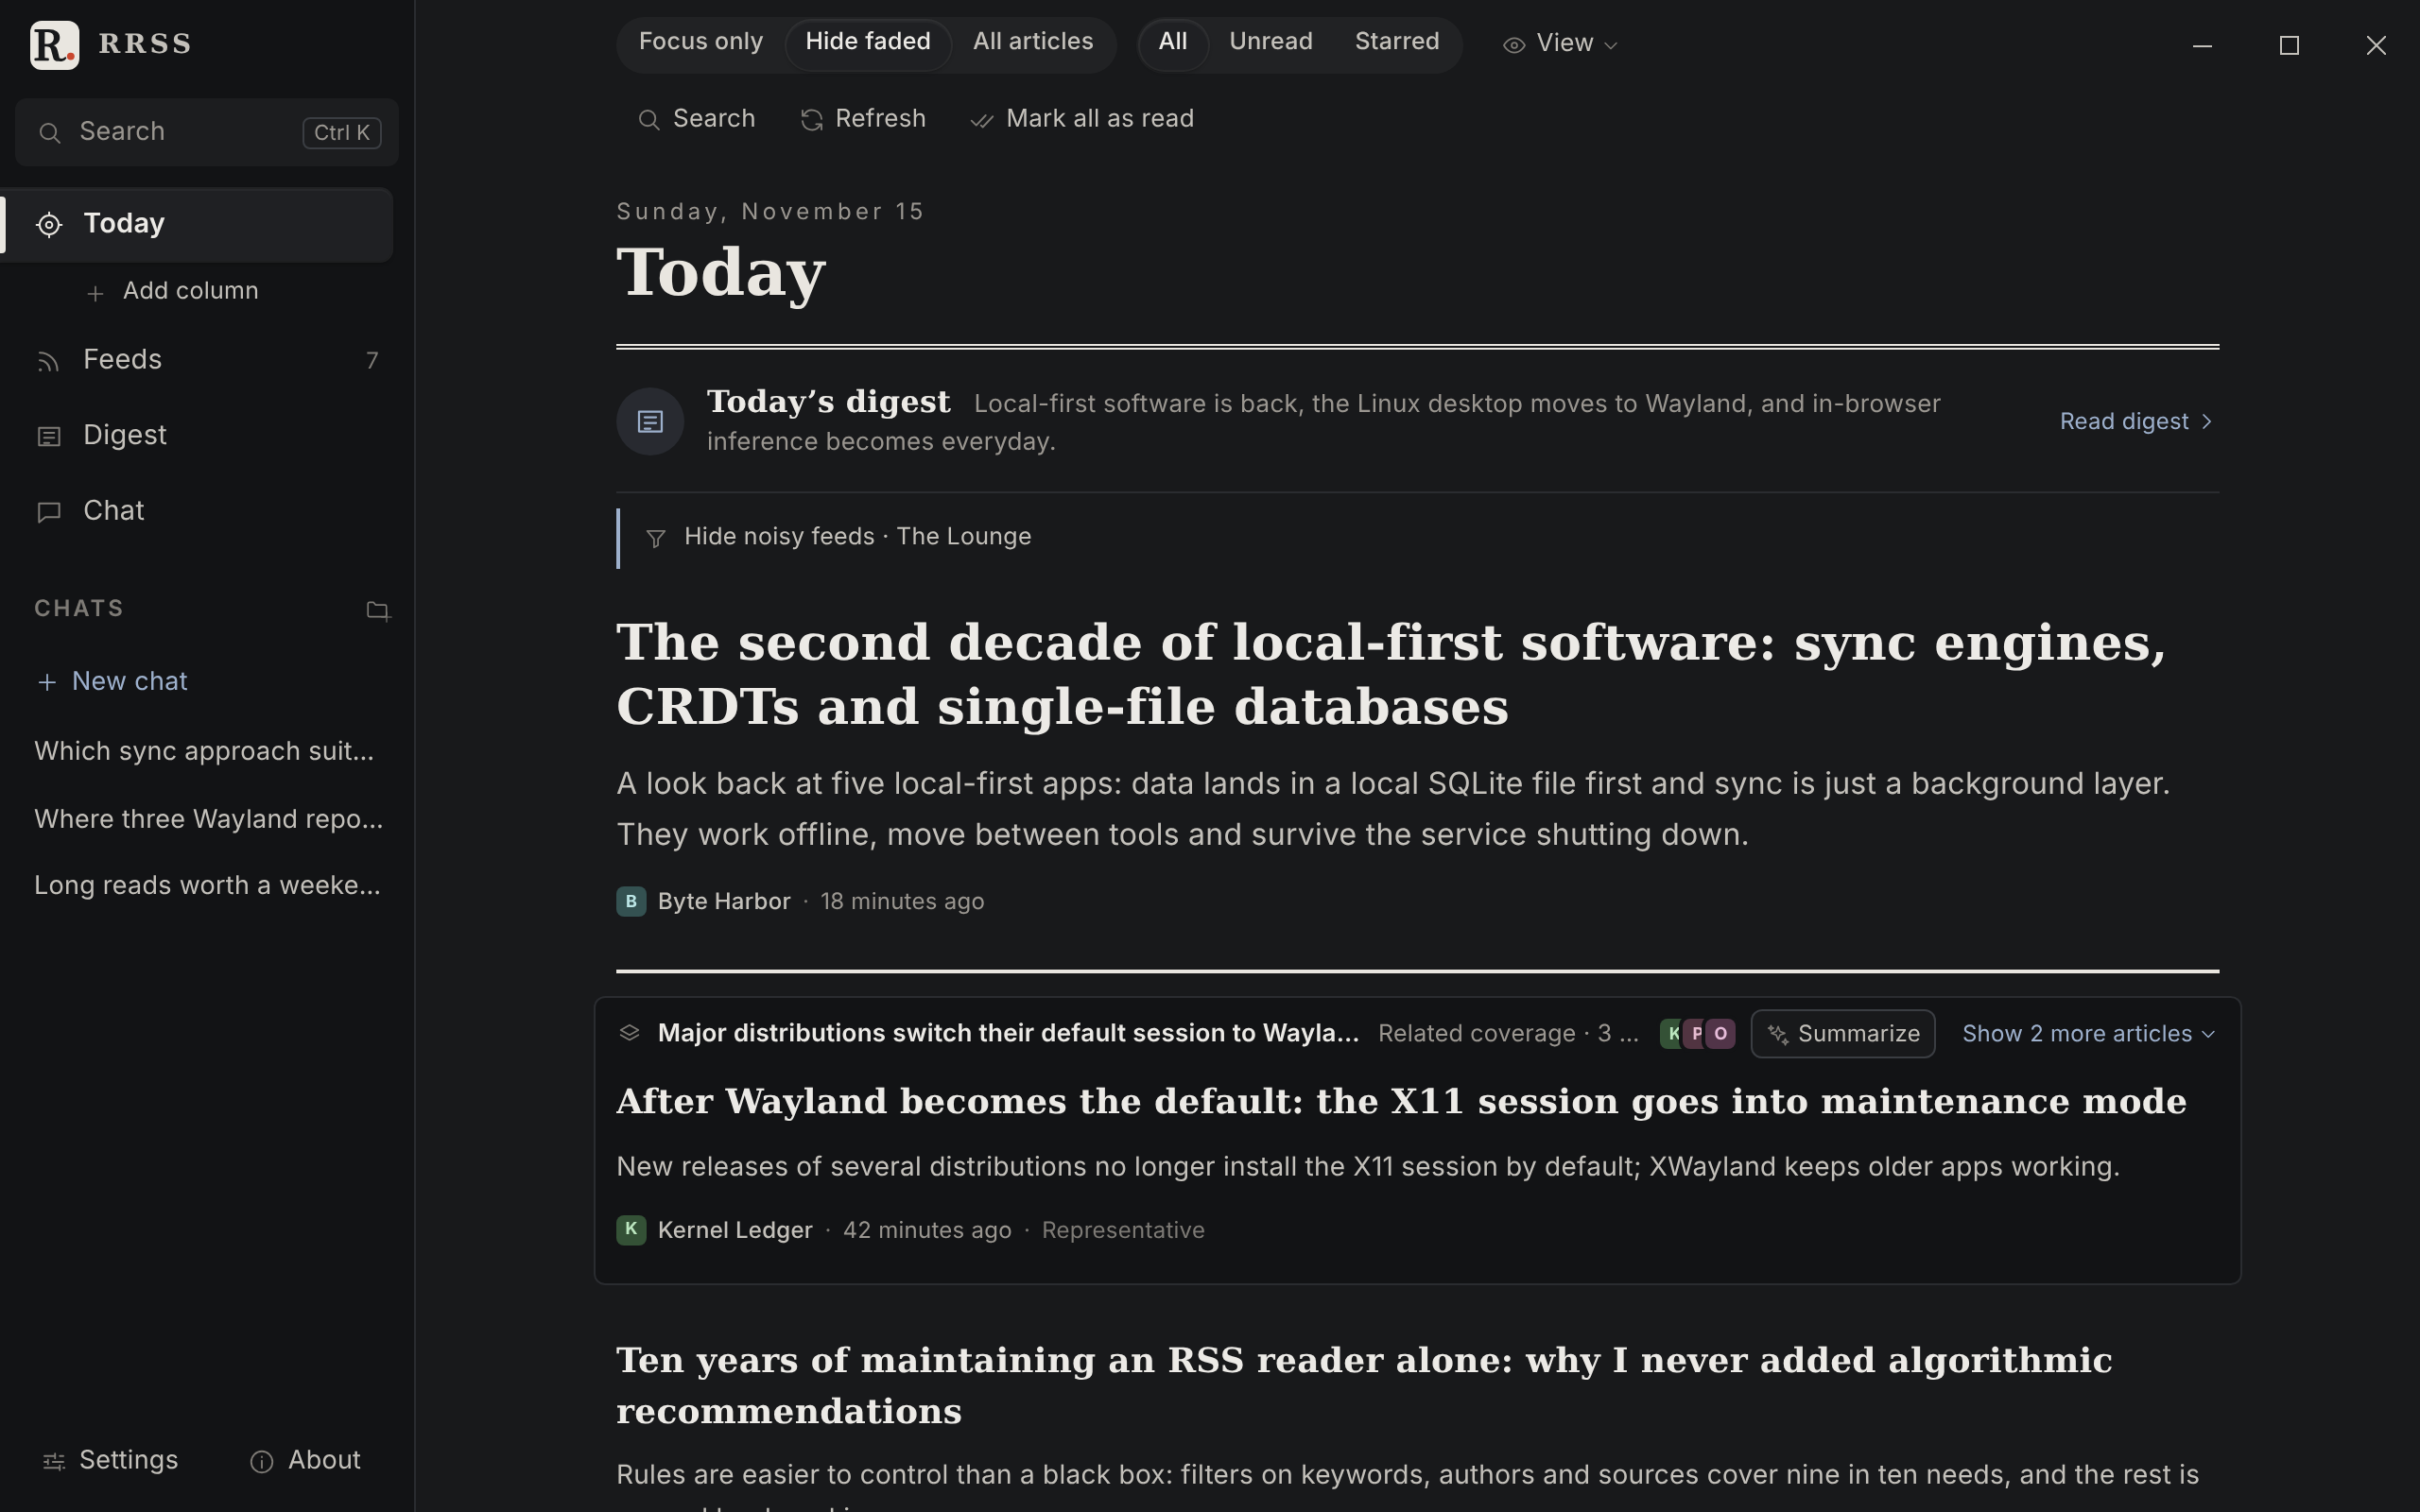 R. RRSS
Search Ctrl K
Today
Add column
Feeds 7
Digest
Chat
CHATS
New chat
Which sync approach suit...
Where three Wayland repo...
Long reads worth a weeke...
Settings About
Focus only Hide faded All articles All Unread Starred View
Search Refresh Mark all as read
Sunday, November 15
Today
Today’s digest Local-first software is back, the Linux desktop moves to Wayland, and in-browser
inference becomes everyday.
Read digest
Hide noisy feeds · The Lounge
The second decade of local-first software: sync engines,
CRDTs and single-file databases
A look back at five local-first apps: data lands in a local SQLite file first and sync is just a background layer.
They work offline, move between tools and survive the service shutting down.
B Byte Harbor · 18 minutes ago
Major distributions switch their default session to Wayla... Related coverage · 3 ... K P O Summarize Show 2 more articles
After Wayland becomes the default: the X11 session goes into maintenance mode
New releases of several distributions no longer install the X11 session by default; XWayland keeps older apps working.
K Kernel Ledger · 42 minutes ago · Representative
Ten years of maintaining an RSS reader alone: why I never added algorithmic
recommendations
Rules are easier to control than a black box: filters on keywords, authors and sources cover nine in ten needs, and the rest is